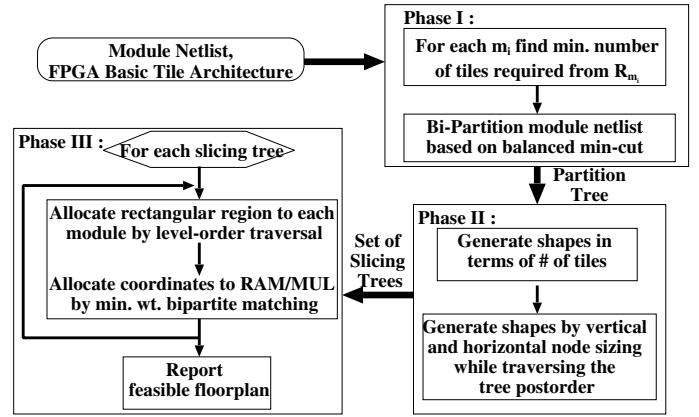 Module Netlist,
FPGA Basic Tile Architecture
Phase I :
For each mi find min. number
of tiles required from Rmi
Bi-Partition module netlist
based on balanced min-cut
Partition
Tree
Phase II :
Generate shapes in
terms of # of tiles
Generate shapes by vertical
and horizontal node sizing
while traversing the
tree postorder
Set of
Slicing
Trees
Phase III :
For each slicing tree
Allocate rectangular region to each
module by level-order traversal
Allocate coordinates to RAM/MUL
by min. wt. bipartite matching
Report
feasible floorplan